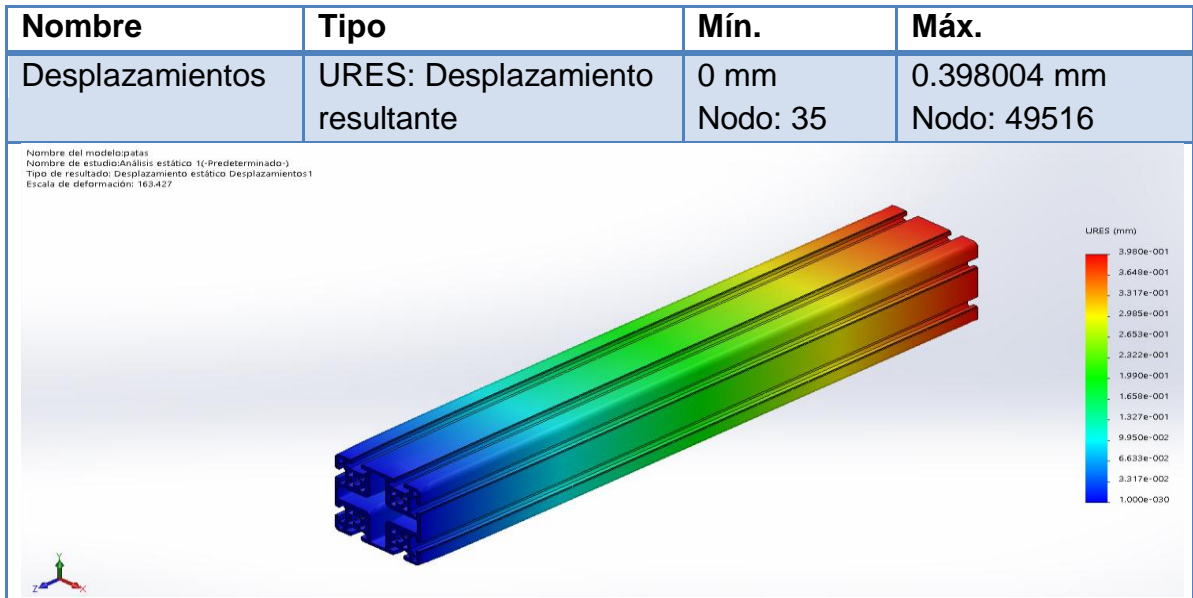 Nombre Tipo Mín. Máx.
Desplazamientos URES: Desplazamiento resultante 0 mm Nodo: 35 0.398004 mm Nodo: 49516
Nombre del modelo:patas
Nombre de estudio:Análisis estático 1(-Predeterminado-)
Tipo de resultado: Desplazamiento estático Desplazamientos1
Escala de deformación: 163.427
URES (mm)
3.980e-001
3.648e-001
3.317e-001
2.985e-001
2.653e-001
2.322e-001
1.990e-001
1.658e-001
1.327e-001
9.950e-002
6.633e-002
3.317e-002
1.000e-030
Y
Z
X